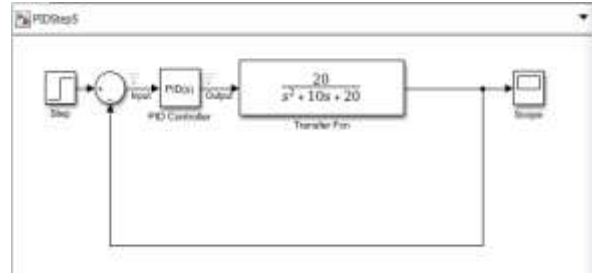 PIDStep5
PID(s)
20
s² + 10s + 20
Input
Output
Step
PID Controller
Transfer Fcn
Scope